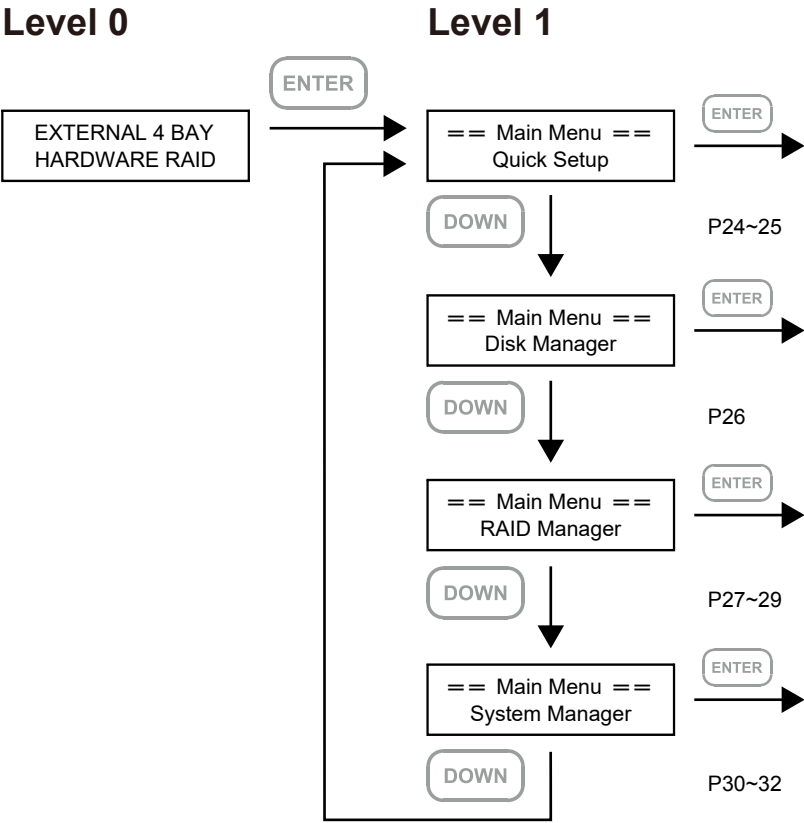 Level 0
Level 1
ENTER
EXTERNAL 4 BAY
HARDWARE RAID
== Main Menu ==
Quick Setup
ENTER
DOWN
P24~25
== Main Menu ==
Disk Manager
ENTER
DOWN
P26
== Main Menu ==
RAID Manager
ENTER
DOWN
P27~29
== Main Menu ==
System Manager
ENTER
DOWN
P30~32